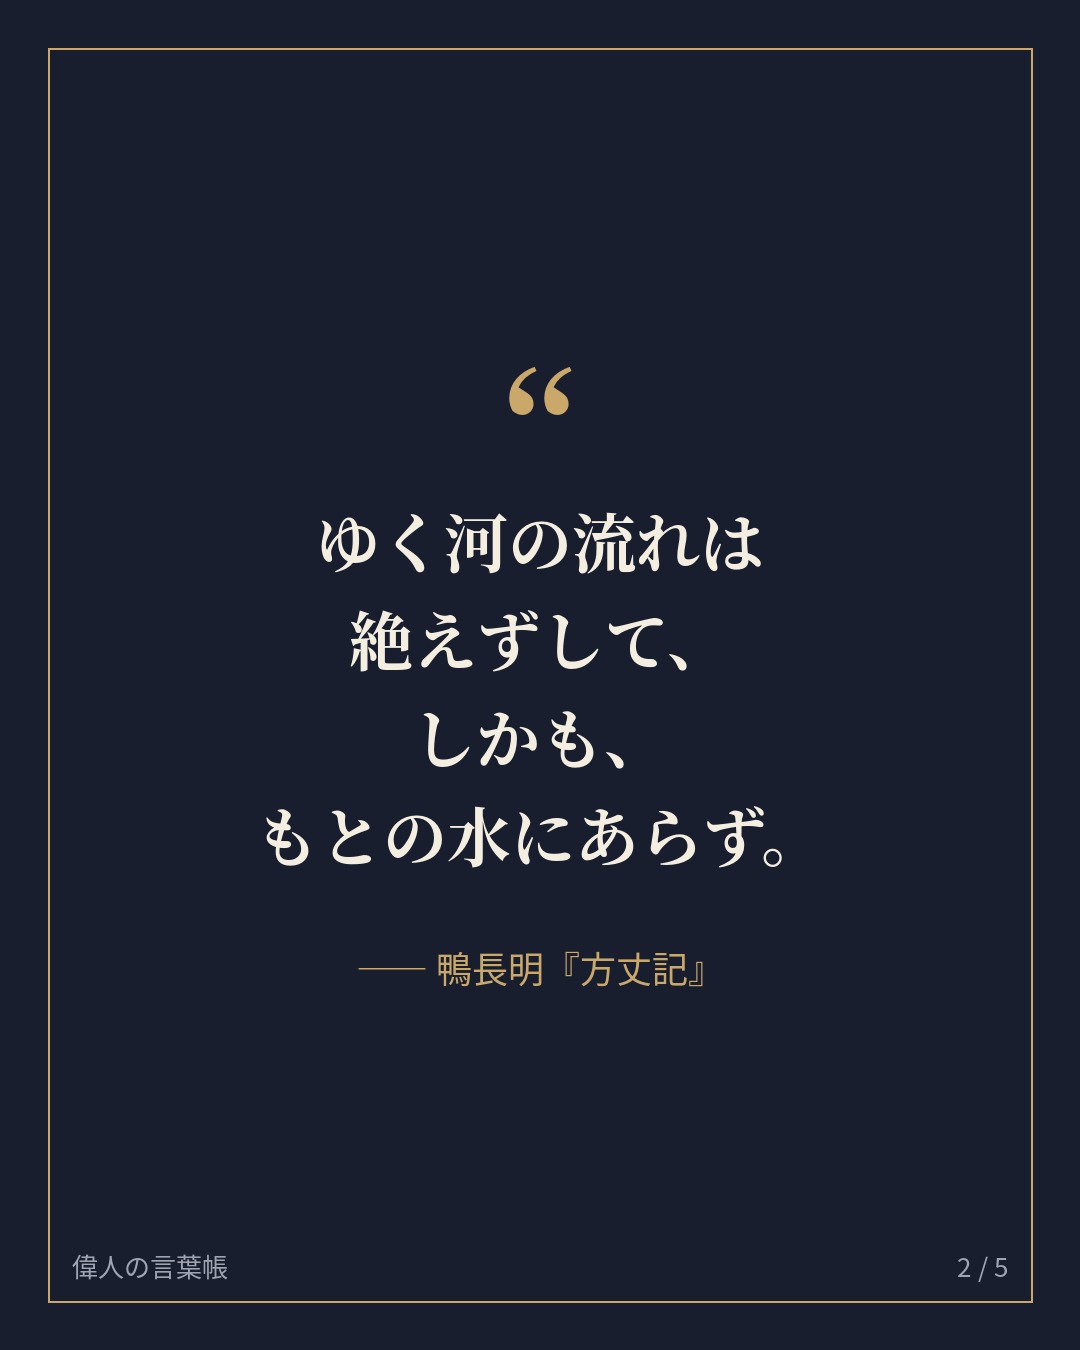 “
ゆく河の流れは
絶えずして、
しかも、
もとの水にあらず。
── 鴨長明『方丈記』
偉人の言葉帳
2 / 5